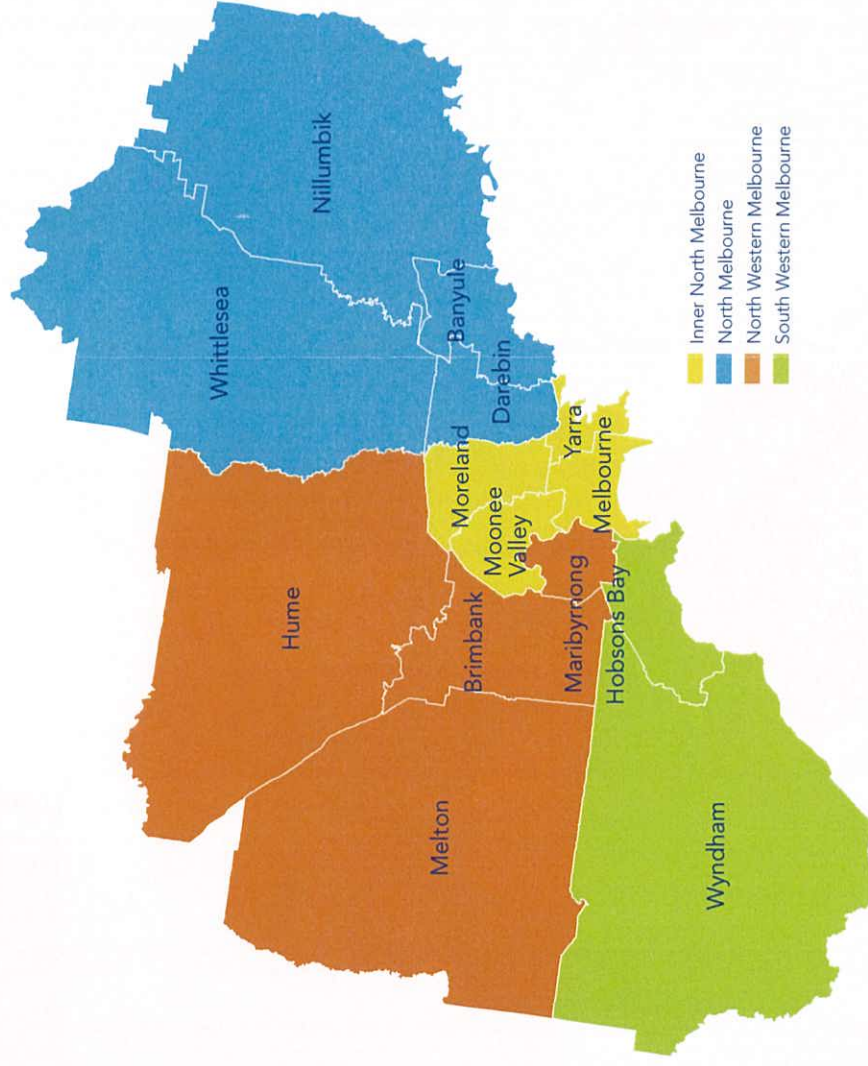 Whittlesea
Nillumbik
Hume
Banyule
Darebin
Moreland
Moonee
Valley
Yarra
Melbourne
Brimbank
Maribyrnong
Hobsons Bay
Melton
Wyndham
Inner North Melbourne
North Melbourne
North Western Melbourne
South Western Melbourne